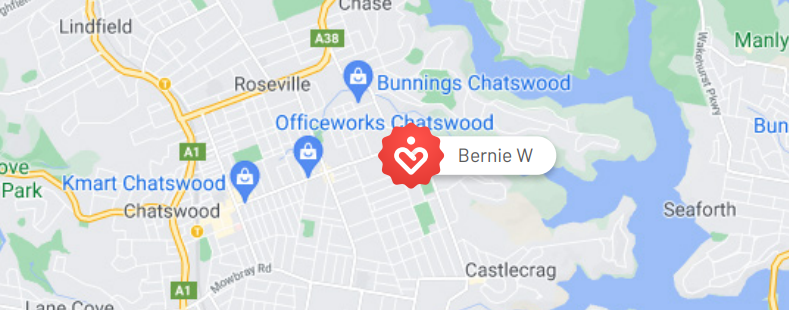 Chase
Lindfield
A38
Manly
Wakehurst Pkwy
Roseville
Bunnings Chatswood
Officeworks Chatswood
Bun
A1
Bernie W
ove
Park
Kmart Chatswood
Chatswood
Seaforth
Mowbray Rd
Castlecrag
A1
Lane Cove
T
T